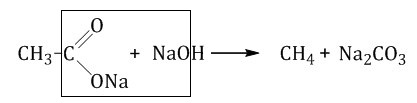 O
CH₃-C + NaOH → CH₄ + Na₂CO₃
ONa